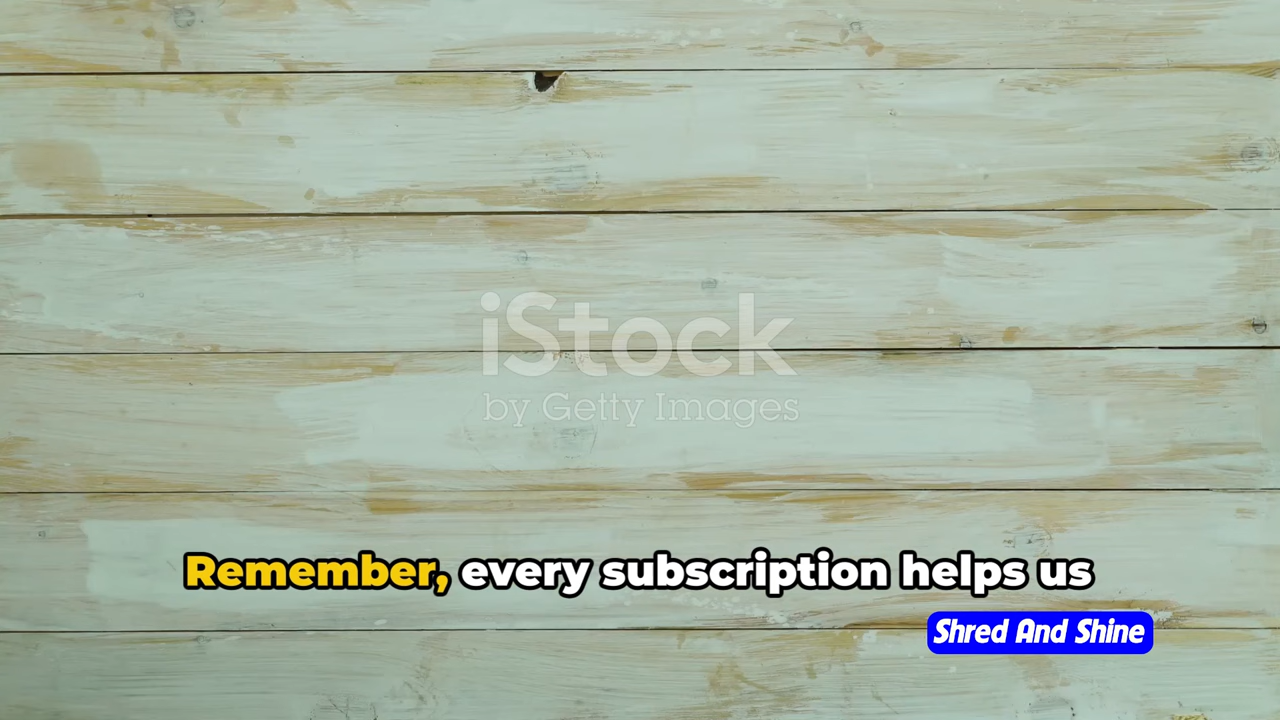 iStock
by Getty Images
Remember, every subscription helps us
Shred And Shine